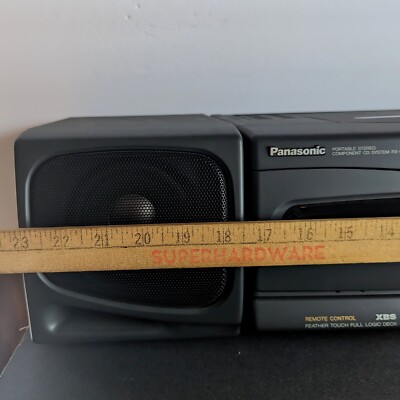 Panasonic
PORTABLE STEREO
COMPONENT CD SYSTEM
23 22 21 20 19 18 17 16 15 14
SUPERHARDWARE
REMOTE CONTROL XBS
FEATHER TOUCH FULL LOGIC DECK